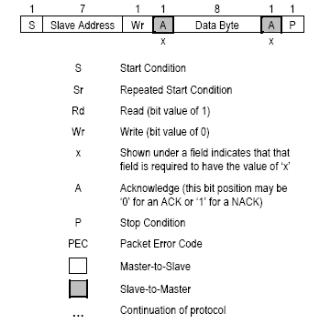 1 7 1 1 8 1 1
S Slave Address Wr A Data Byte A P
x x
S Start Condition
Sr Repeated Start Condition
Rd Read (bit value of 1)
Wr Write (bit value of 0)
x Shown under a field indicates that that
field is required to have the value of 'x'
A Acknowledge (this bit position may be
'0' for an ACK or '1' for a NACK)
P Stop Condition
PEC Packet Error Code
Master-to-Slave
Slave-to-Master
... Continuation of protocol